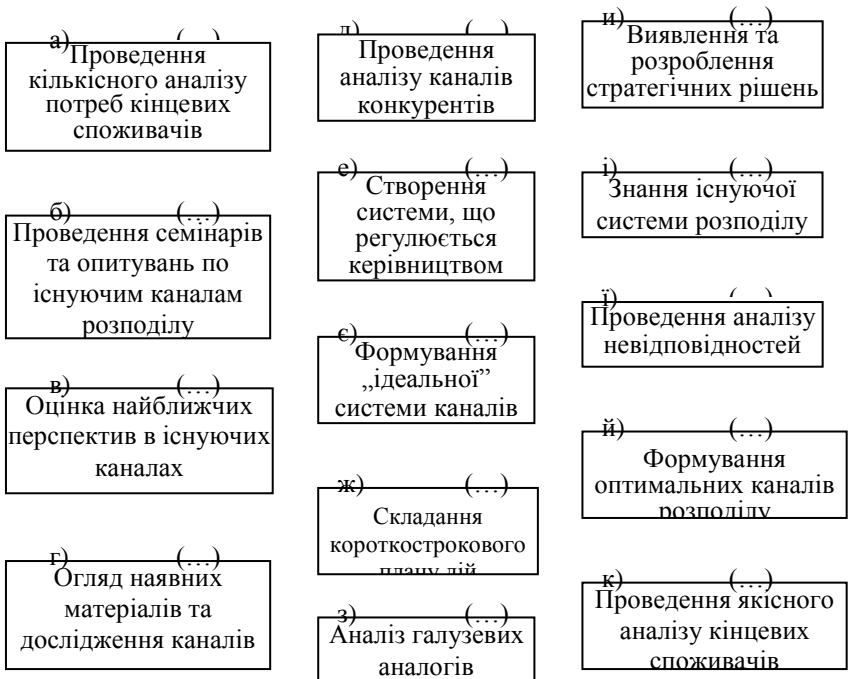 а) (…)
Проведення
кількісного аналізу
потреб кінцевих
споживачів
б) (…)
Проведення семінарів
та опитувань по
існуючим каналам
розподілу
в) (…)
Оцінка найближчих
перспектив в існуючих
каналах
г) (…)
Огляд наявних
матеріалів та
дослідження каналів
д) (…)
Проведення
аналізу каналів
конкурентів
е) (…)
Створення
системи, що
регулюється
керівництвом
є) (…)
Формування
„ідеальної”
системи каналів
ж) (…)
Складання
короткострокового
плану дій
з) (…)
Аналіз галузевих
аналогів
и) (…)
Виявлення та
розроблення
стратегічних рішень
і) (…)
Знання існуючої
системи розподілу
ї) (…)
Проведення аналізу
невідповідностей
й) (…)
Формування
оптимальних каналів
розподілу
к) (…)
Проведення якісного
аналізу кінцевих
споживачів